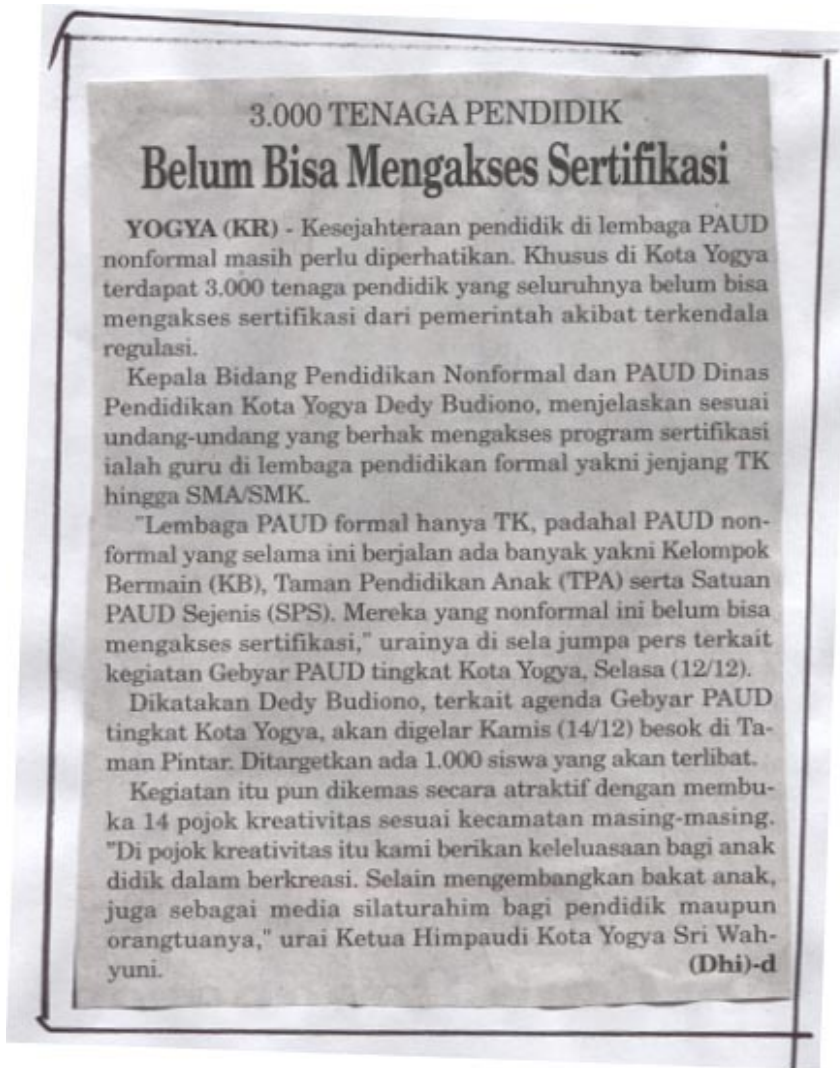 3.000 TENAGA PENDIDIK
Belum Bisa Mengakses Sertifikasi
YOGYA (KR) - Kesejahteraan pendidik di lembaga PAUD
nonformal masih perlu diperhatikan. Khusus di Kota Yogya
terdapat 3.000 tenaga pendidik yang seluruhnya belum bisa
mengakses sertifikasi dari pemerintah akibat terkendala
regulasi.
Kepala Bidang Pendidikan Nonformal dan PAUD Dinas
Pendidikan Kota Yogya Dedy Budiono, menjelaskan sesuai
undang-undang yang berhak mengakses program sertifikasi
ialah guru di lembaga pendidikan formal yakni jenjang TK
hingga SMA/SMK.
"Lembaga PAUD formal hanya TK, padahal PAUD non-
formal yang selama ini berjalan ada banyak yakni Kelompok
Bermain (KB), Taman Pendidikan Anak (TPA) serta Satuan
PAUD Sejenis (SPS). Mereka yang nonformal ini belum bisa
mengakses sertifikasi," urainya di sela jumpa pers terkait
kegiatan Gebyar PAUD tingkat Kota Yogya, Selasa (12/12).
Dikatakan Dedy Budiono, terkait agenda Gebyar PAUD
tingkat Kota Yogya, akan digelar Kamis (14/12) besok di Ta-
man Pintar. Ditargetkan ada 1.000 siswa yang akan terlibat.
Kegiatan itu pun dikemas secara atraktif dengan membu-
ka 14 pojok kreativitas sesuai kecamatan masing-masing.
"Di pojok kreativitas itu kami berikan keleluasaan bagi anak
didik dalam berkreasi. Selain mengembangkan bakat anak,
juga sebagai media silaturahim bagi pendidik maupun
orangtuanya," urai Ketua Himpaudi Kota Yogya Sri Wah-
yuni. (Dhi)-d